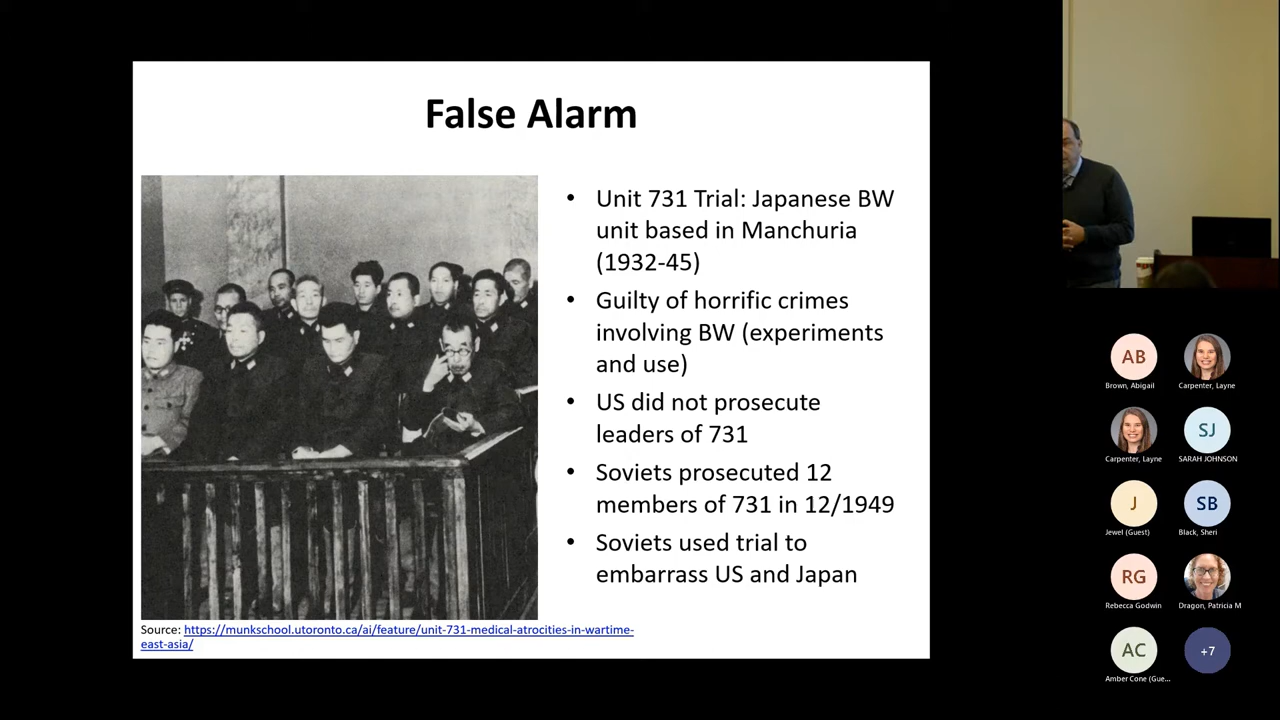 False Alarm
• Unit 731 Trial: Japanese BW
unit based in Manchuria
(1932-45)
• Guilty of horrific crimes
involving BW (experiments
and use)
• US did not prosecute
leaders of 731
• Soviets prosecuted 12
members of 731 in 12/1949
• Soviets used trial to
embarrass US and Japan
Source: https://munkschool.utoronto.ca/ai/feature/unit-731-medical-atrocities-in-wartime-
east-asia/
AB
Brown, Abigail
Carpenter, Layne
Carpenter, Layne
SJ
SARAH JOHNSON
J
Jewel (Guest)
SB
Black, Sheri
RG
Rebecca Godwin
Dragon, Patricia M
AC
Amber Cone (Gue...
+7